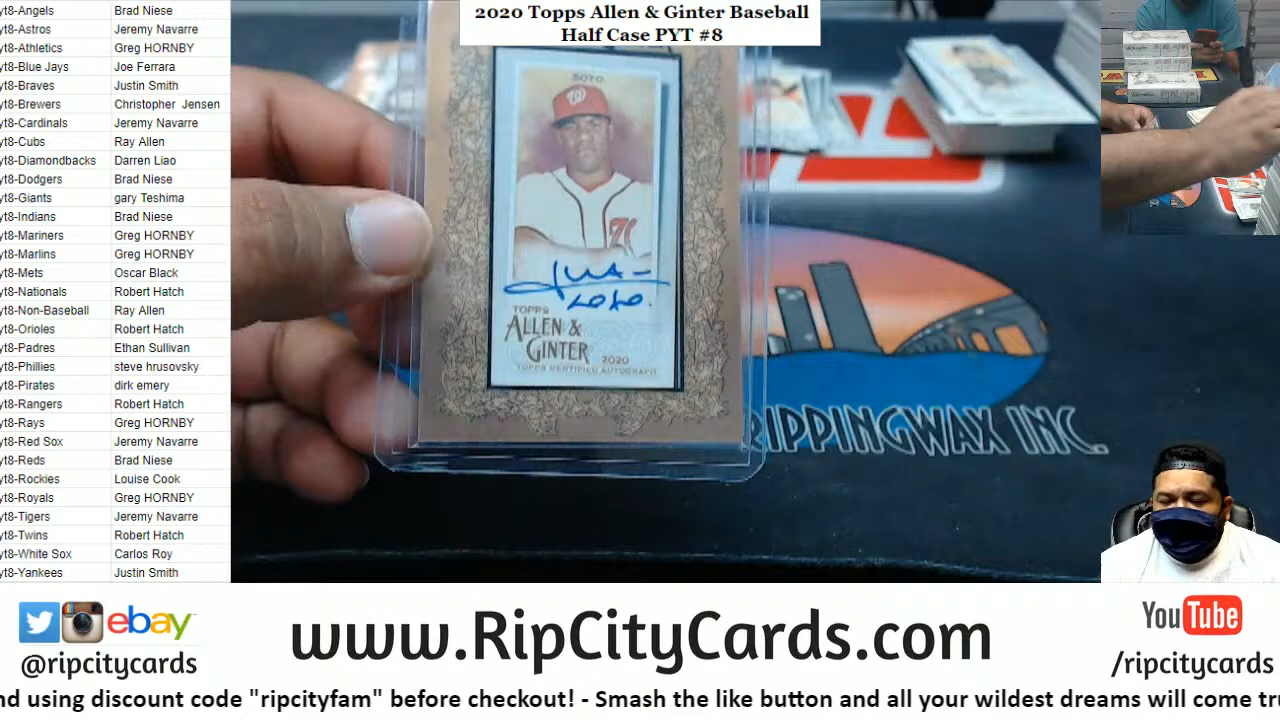 2020 Topps Allen & Ginter Baseball
Half Case PYT #8
yt8-Angels Brad Niese
yt8-Astros Jeremy Navarre
yt8-Athletics Greg HORNBY
yt8-Blue Jays Joe Ferrara
yt8-Braves Justin Smith
yt8-Brewers Christopher Jensen
yt8-Cardinals Jeremy Navarre
yt8-Cubs Ray Allen
yt8-Diamondbacks Darren Liao
yt8-Dodgers Brad Niese
yt8-Giants gary Teshima
yt8-Indians Brad Niese
yt8-Mariners Greg HORNBY
yt8-Marlins Greg HORNBY
yt8-Mets Oscar Black
yt8-Nationals Robert Hatch
yt8-Non-Baseball Ray Allen
yt8-Orioles Robert Hatch
yt8-Padres Ethan Sullivan
yt8-Phillies steve hrusovsky
yt8-Pirates dirk emery
yt8-Rangers Robert Hatch
yt8-Rays Greg HORNBY
yt8-Red Sox Jeremy Navarre
yt8-Reds Brad Niese
yt8-Rockies Louise Cook
yt8-Royals Greg HORNBY
yt8-Tigers Jeremy Navarre
yt8-Twins Robert Hatch
yt8-White Sox Carlos Roy
yt8-Yankees Justin Smith
SOTO
W
Juan
Soto
TOPPS
ALLEN &
GINTER 2020
TOPPS CERTIFIED AUTOGRAPH
RIPPINGWAX INC.
ebay
@ripcitycards
www.RipCityCards.com
YouTube
/ripcitycards
nd using discount code "ripcityfam" before checkout! - Smash the like button and all your wildest dreams will come tru